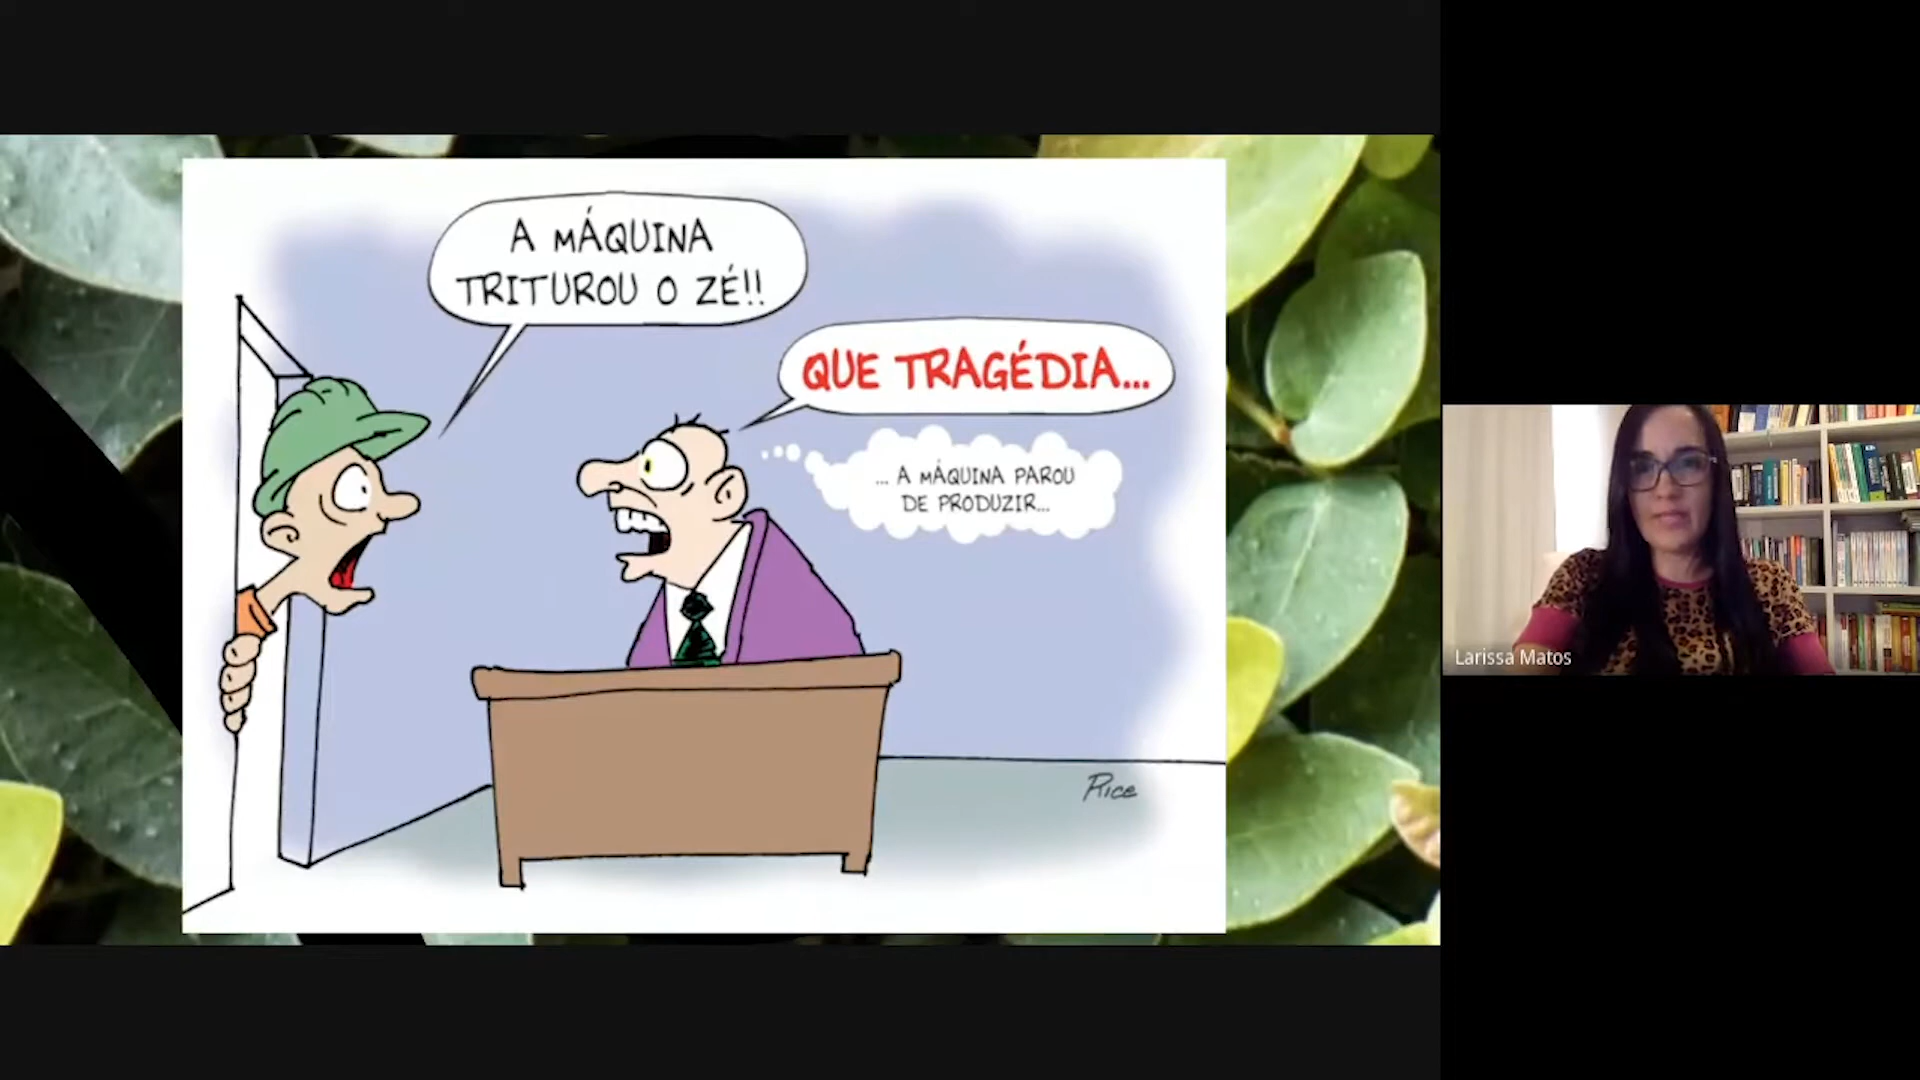 A MÁQUINA
TRITUROU O ZÉ!!
QUE TRAGÉDIA...
... A MÁQUINA PAROU
DE PRODUZIR...
Rice
Larissa Matos